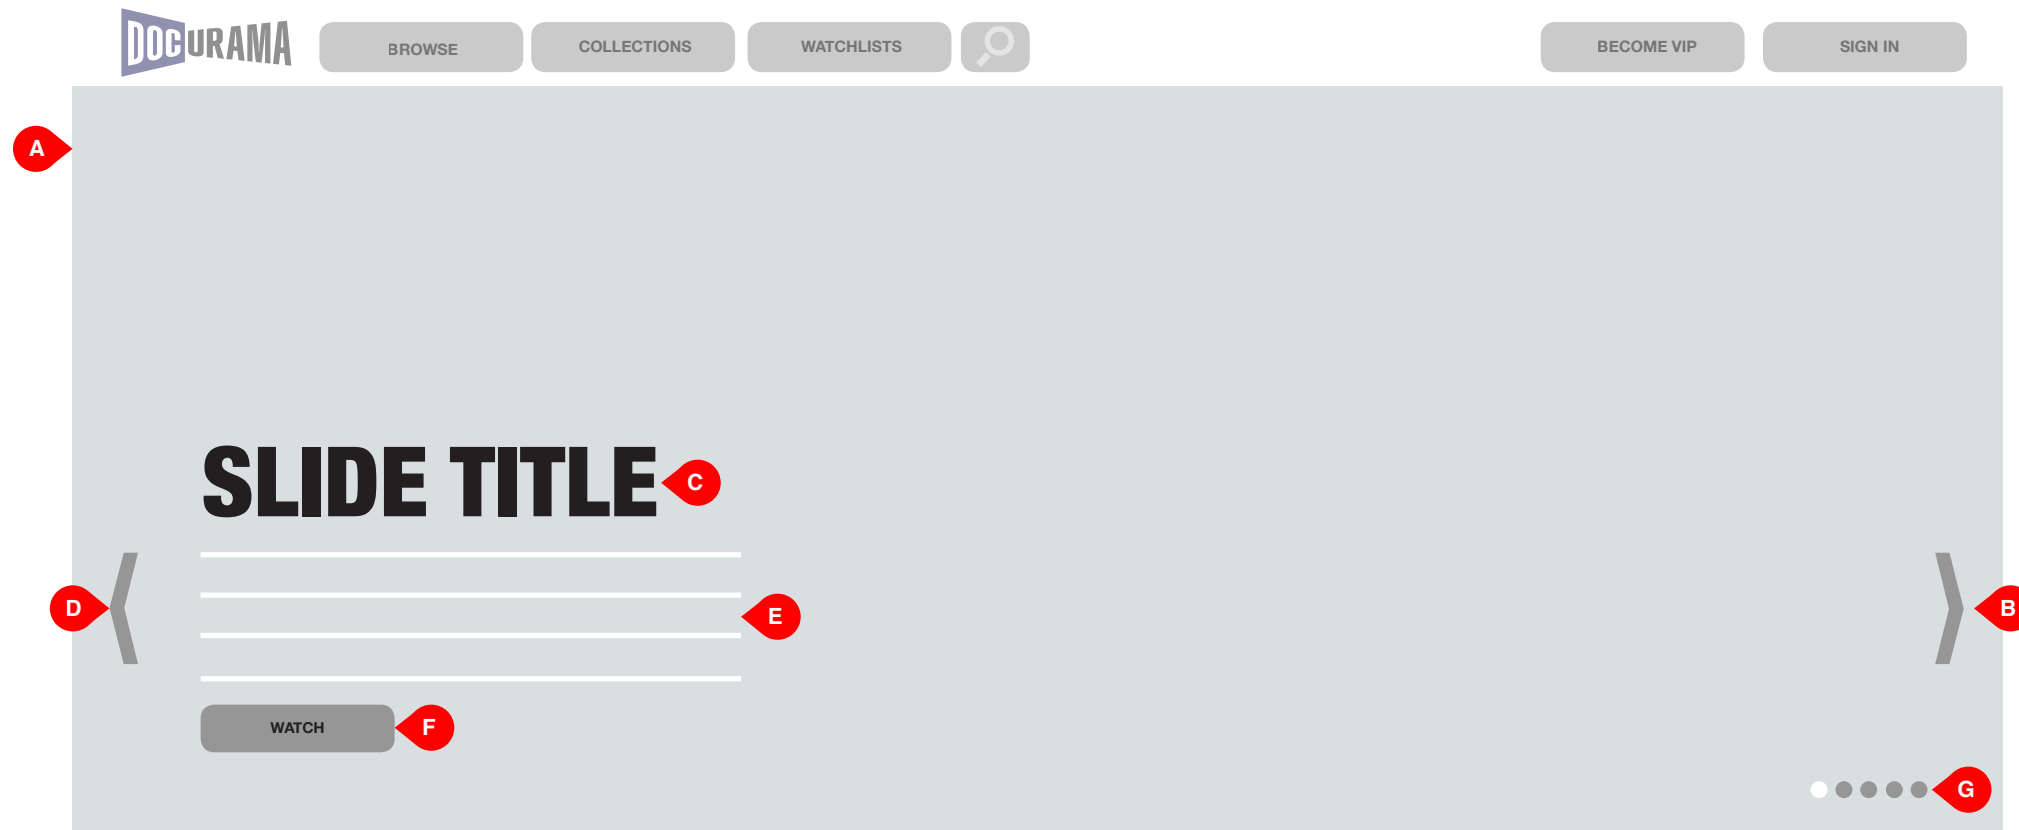 DOCURAMA
BROWSE
COLLECTIONS
WATCHLISTS
BECOME VIP
SIGN IN
A
SLIDE TITLE
C
D
E
B
WATCH
F
G